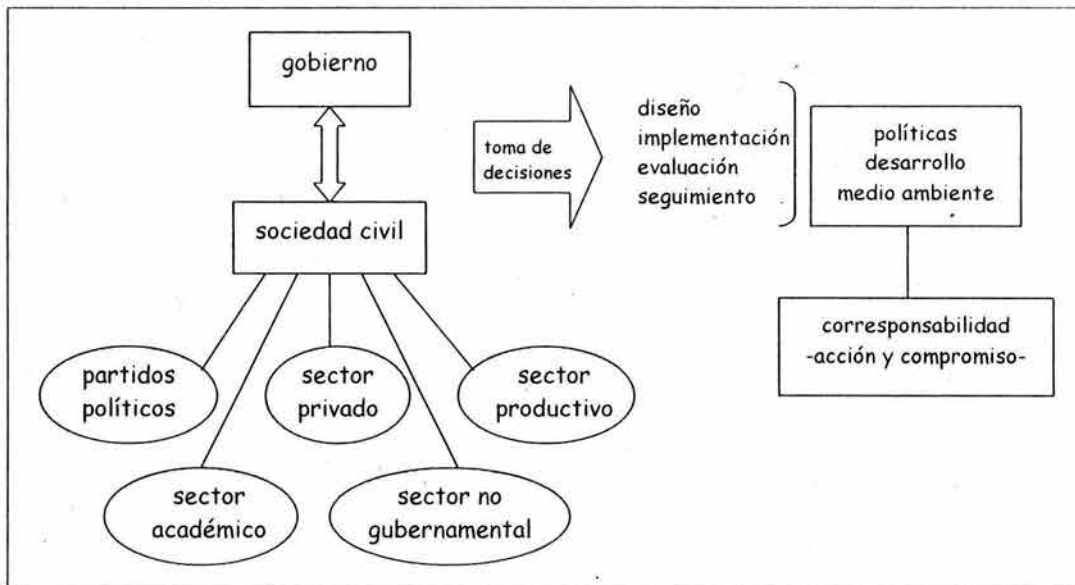 gobierno
sociedad civil
partidos
políticos
sector
privado
sector
productivo
sector
académico
sector no
gubernamental
toma de
decisiones
diseño
implementación
evaluación
seguimiento
políticas
desarrollo
medio ambiente
corresponsabilidad
-acción y compromiso-